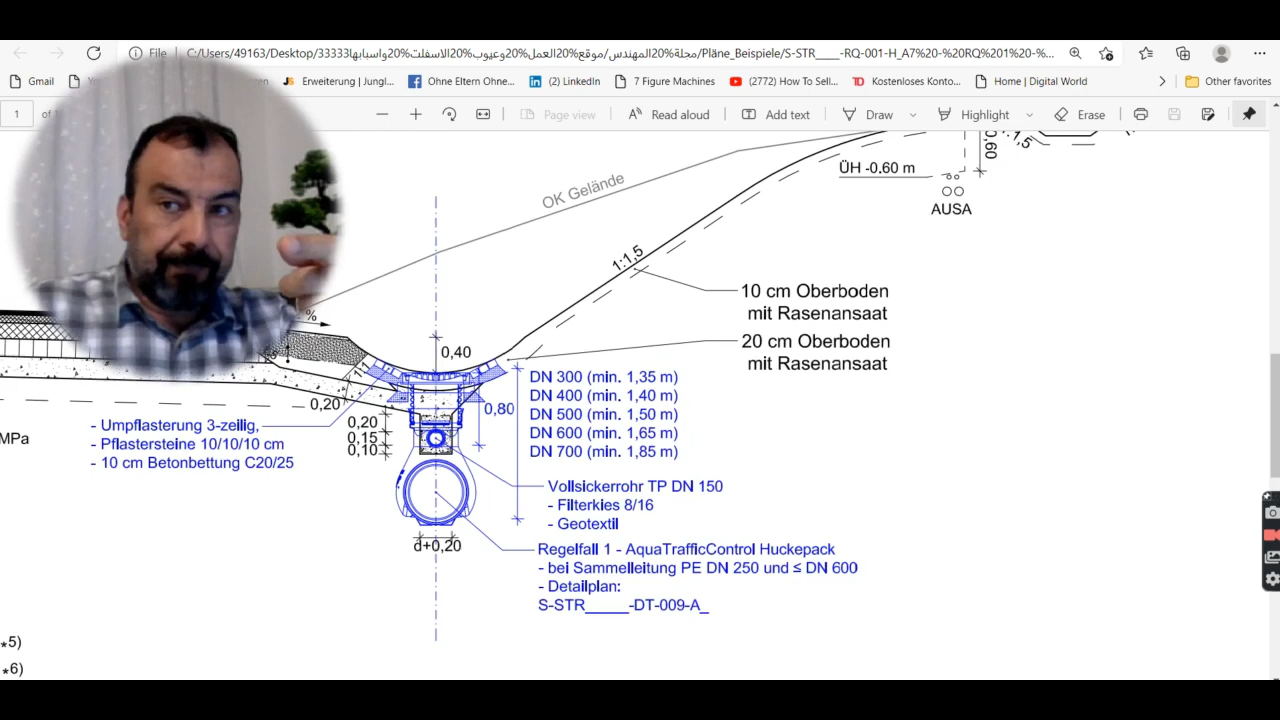 File
C:/Users/49163/Desktop/33333مجلة%20المهندس/موقع%20العمل%20وعيوب%20الاسفلت%20واسبابها/Pläne_Beispiele/S-STR____-RQ-001-H_A7%20-%20RQ%201%20-%...
Gmail
Erweiterung | Jungl...
Ohne Eltern Ohne...
(2) LinkedIn
7 Figure Machines
(2772) How To Sell...
Kostenloses Konto...
Home | Digital World
Other favorites
1
Page view
Read aloud
Add text
Draw
Highlight
Erase
0,60
ÜH -0.60 m
AUSA
OK Gelände
1:1,5
10 cm Oberboden
mit Rasenansaat
20 cm Oberboden
mit Rasenansaat
%
0,40
0,80
DN 300 (min. 1,35 m)
DN 400 (min. 1,40 m)
DN 500 (min. 1,50 m)
DN 600 (min. 1,65 m)
DN 700 (min. 1,85 m)
0,20
- Umpflasterung 3-zeilig,
- Pflastersteine 10/10/10 cm
- 10 cm Betonbettung C20/25
0,20
0,15
0,10
MPa
Vollsickerrohr TP DN 150
- Filterkies 8/16
- Geotextil
d+0,20
Regelfall 1 - AquaTrafficControl Huckepack
- bei Sammelleitung PE DN 250 und ≤ DN 600
- Detailplan:
S-STR_____-DT-009-A_
*5)
*6)